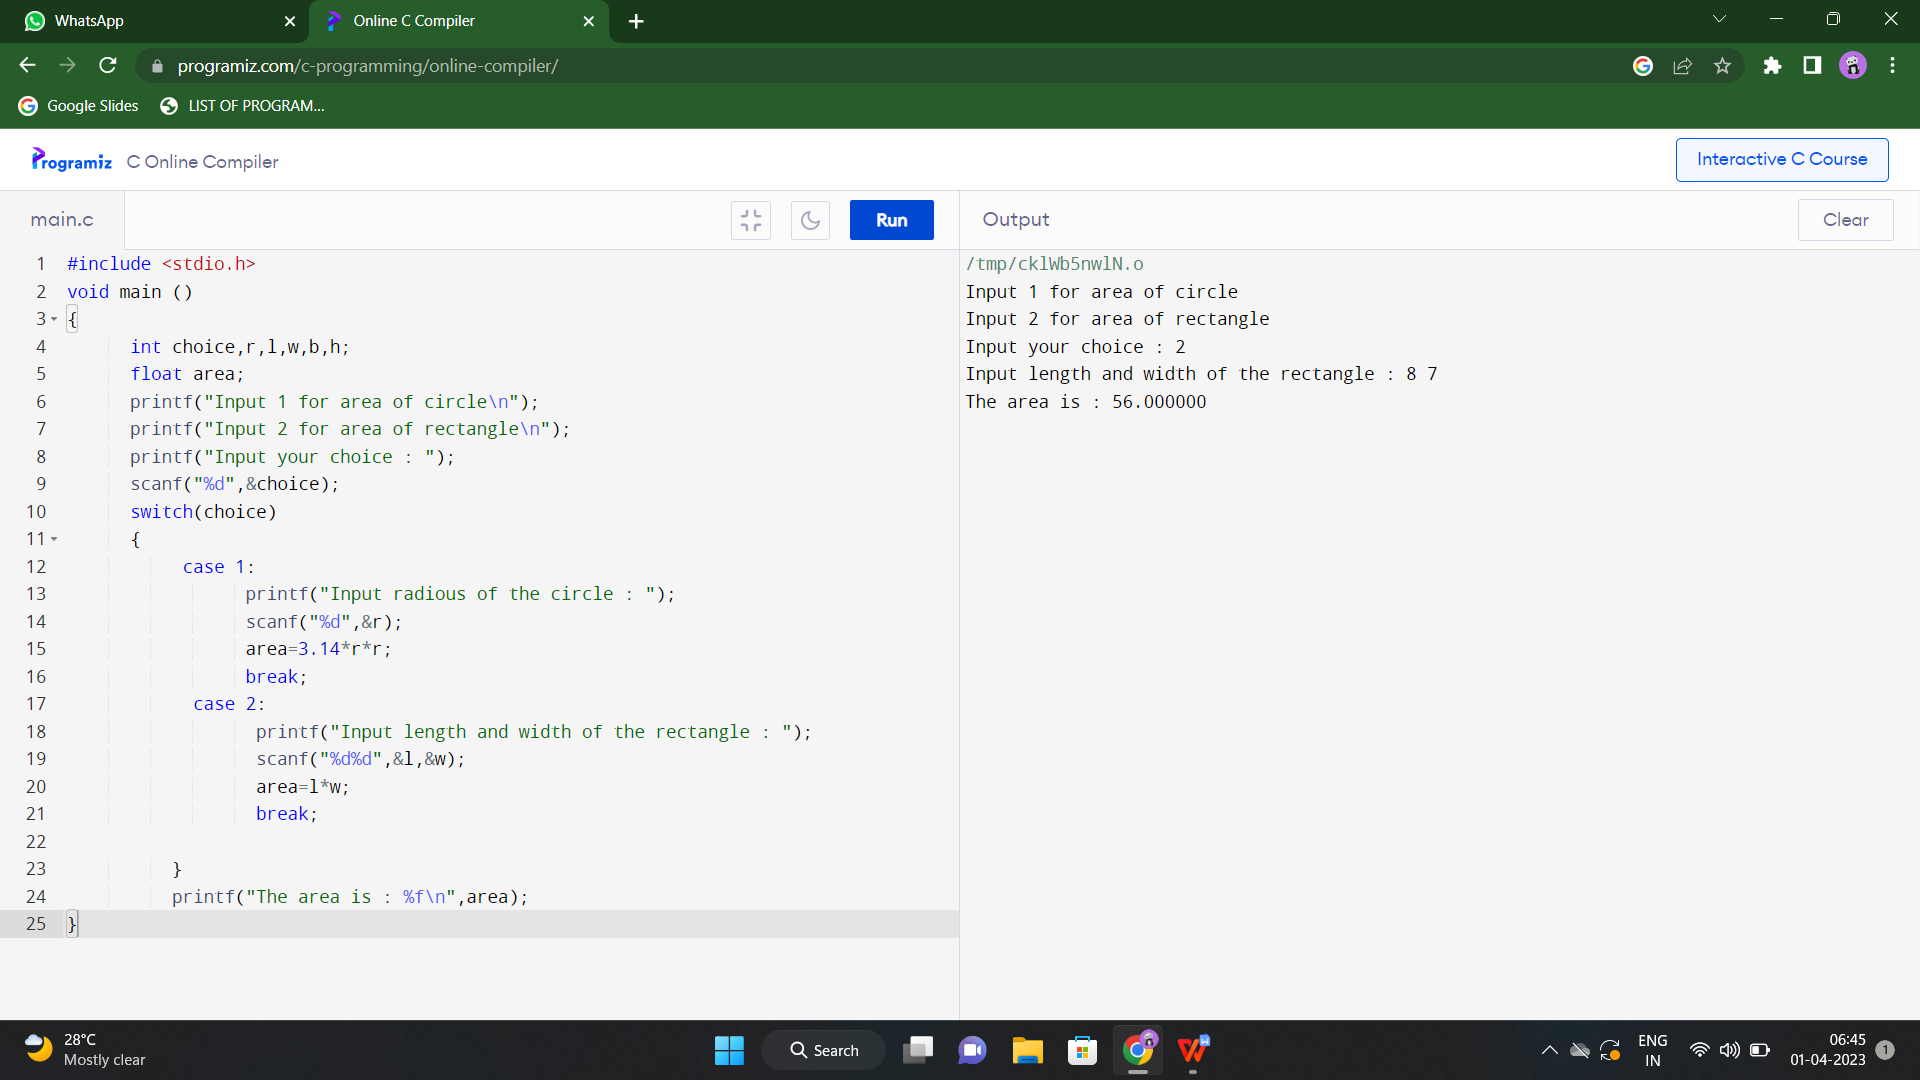 WhatsApp
Online C Compiler
programiz.com/c-programming/online-compiler/
Google Slides
LIST OF PROGRAM...
Programiz C Online Compiler
Interactive C Course
main.c
Run
Output
Clear
1 #include <stdio.h>
2 void main ()
3 {
4 int choice,r,l,w,b,h;
5 float area;
6 printf("Input 1 for area of circle\n");
7 printf("Input 2 for area of rectangle\n");
8 printf("Input your choice : ");
9 scanf("%d",&choice);
10 switch(choice)
11 {
12 case 1:
13 printf("Input radious of the circle : ");
14 scanf("%d",&r);
15 area=3.14*r*r;
16 break;
17 case 2:
18 printf("Input length and width of the rectangle : ");
19 scanf("%d%d",&l,&w);
20 area=l*w;
21 break;
22
23 }
24 printf("The area is : %f\n",area);
25 }
/tmp/cklWb5nwlN.o
Input 1 for area of circle
Input 2 for area of rectangle
Input your choice : 2
Input length and width of the rectangle : 8 7
The area is : 56.000000
28°C
Mostly clear
Search
ENG
IN
06:45
01-04-2023
1